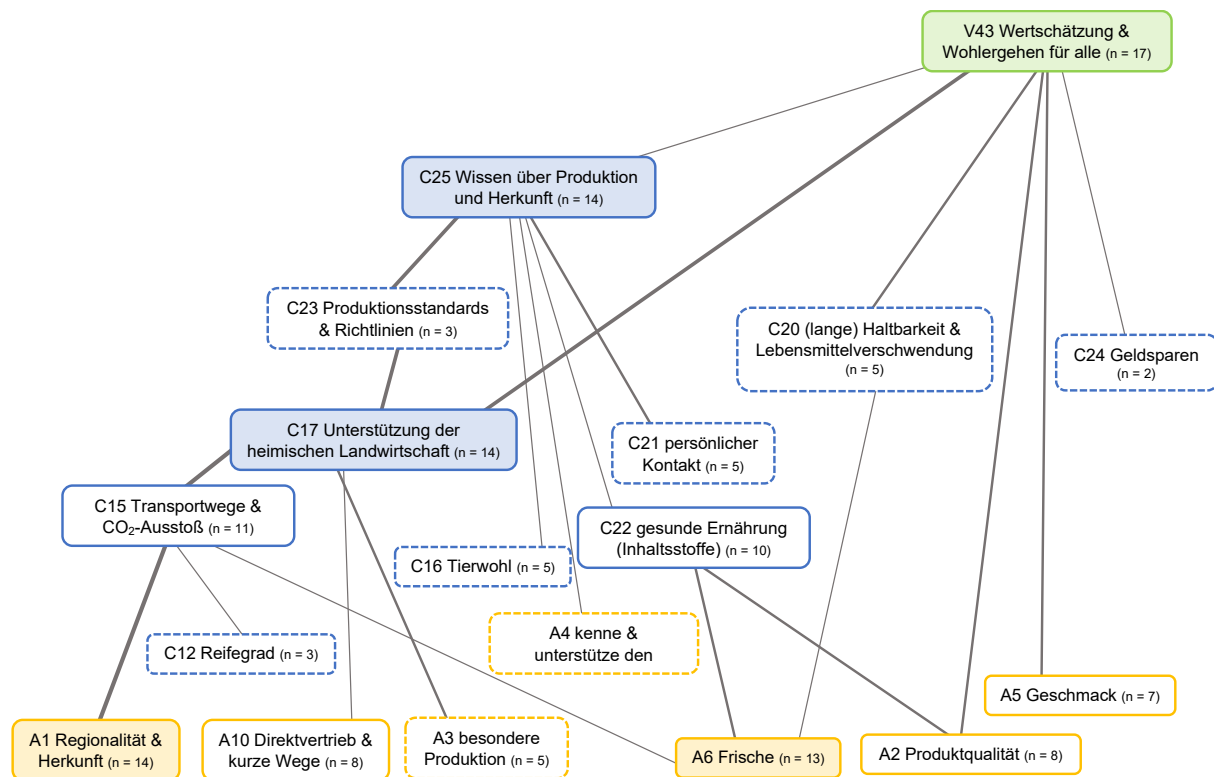 V43 Wertschätzung &
Wohlergehen für alle (n = 17)
C25 Wissen über Produktion
und Herkunft (n = 14)
C23 Produktionsstandards
& Richtlinien (n = 3)
C20 (lange) Haltbarkeit &
Lebensmittelverschwendung
(n = 5)
C24 Geldsparen
(n = 2)
C17 Unterstützung der
heimischen Landwirtschaft (n = 14)
C21 persönlicher
Kontakt (n = 5)
C15 Transportwege &
CO₂-Ausstoß (n = 11)
C22 gesunde Ernährung
(Inhaltsstoffe) (n = 10)
C16 Tierwohl (n = 5)
A4 kenne &
unterstütze den
C12 Reifegrad (n = 3)
A5 Geschmack (n = 7)
A1 Regionalität &
Herkunft (n = 14)
A10 Direktvertrieb &
kurze Wege (n = 8)
A3 besondere
Produktion (n = 5)
A6 Frische (n = 13)
A2 Produktqualität (n = 8)